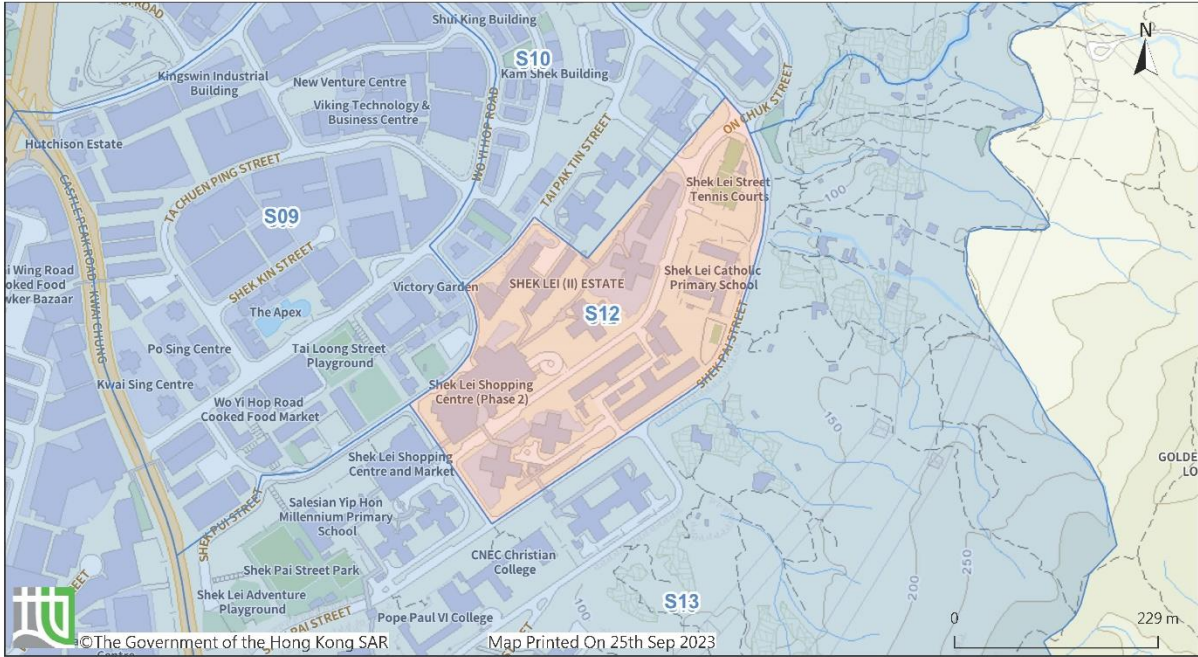 Shui King Building
N
S10
Kingswin Industrial
Building
New Venture Centre
Kam Shek Building
Viking Technology &
Business Centre
WO YI HOP ROAD
ON CHUK STREET
Hutchison Estate
TA CHUEN PING STREET
TAI PAK TIN STREET
Shek Lei Street
Tennis Courts
100
CASTLE PEAK ROAD - KWAI CHUNG
S09
SHEK KIN STREET
Shek Lei Catholic
Primary School
Victory Garden
SHEK LEI (II) ESTATE
S12
The Apex
Po Sing Centre
Tai Loong Street
Playground
SHEK PAI STREET
Kwai Sing Centre
Shek Lei Shopping
Centre (Phase 2)
Wo Yi Hop Road
Cooked Food Market
150
Shek Lei Shopping
Centre and Market
Salesian Yip Hon
Millennium Primary
School
SHEK PUI STREET
CNEC Christian
College
Shek Pai Street Park
200
250
S13
Shek Lei Adventure
Playground
Pope Paul VI College
100
0
229 m
©The Government of the Hong Kong SAR
Map Printed On 25th Sep 2023